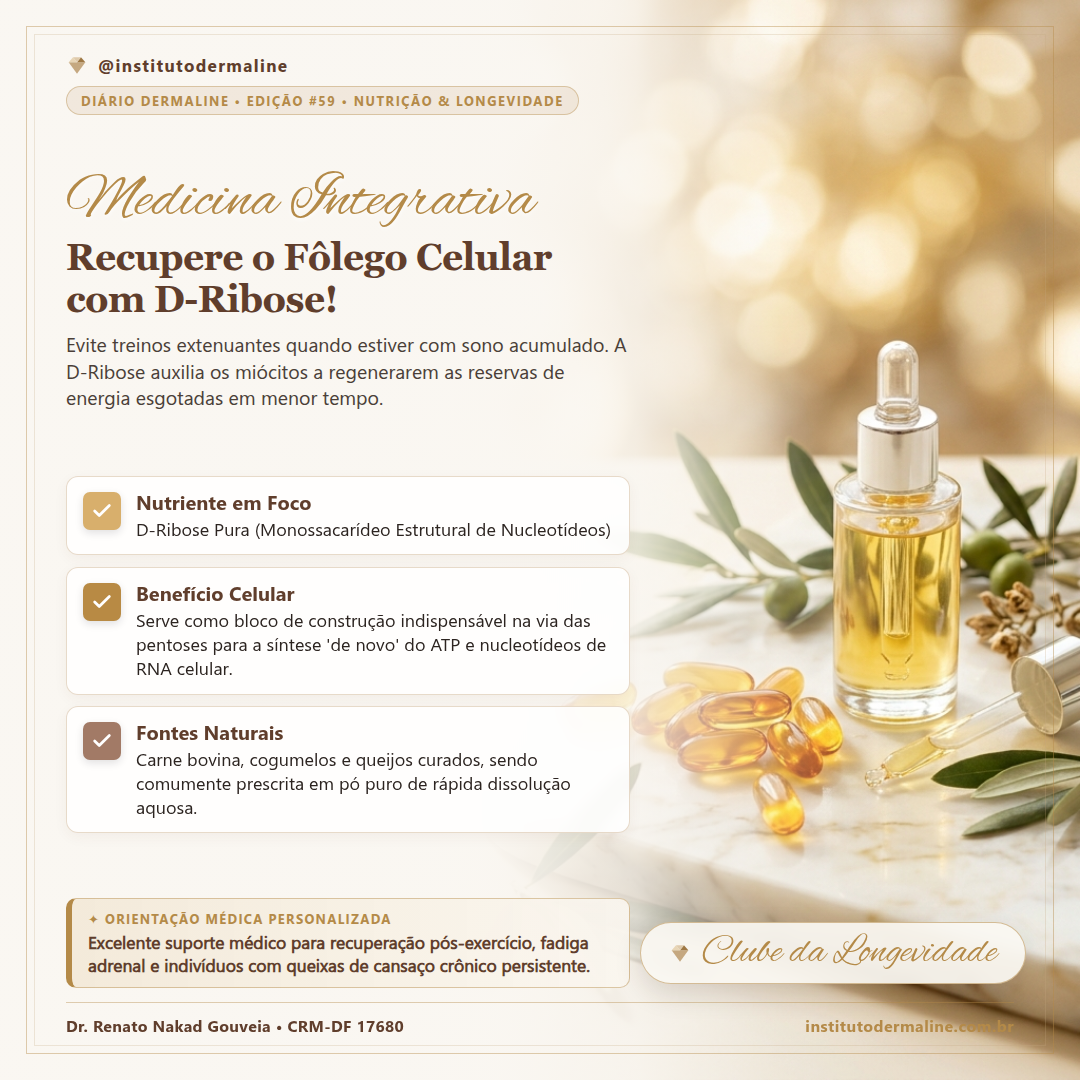 @institutodermaline
DIÁRIO DERMALINE • EDIÇÃO #59 • NUTRIÇÃO & LONGEVIDADE
Medicina Integrativa
Recupere o Fôlego Celular
com D-Ribose!
Evite treinos extenuantes quando estiver com sono acumulado. A
D-Ribose auxilia os miócitos a regenerarem as reservas de
energia esgotadas em menor tempo.
Nutriente em Foco
D-Ribose Pura (Monossacarídeo Estrutural de Nucleotídeos)
Benefício Celular
Serve como bloco de construção indispensável na via das
pentoses para a síntese 'de novo' do ATP e nucleotídeos de
RNA celular.
Fontes Naturais
Carne bovina, cogumelos e queijos curados, sendo
comumente prescrita em pó puro de rápida dissolução
aquosa.
✦ ORIENTAÇÃO MÉDICA PERSONALIZADA
Excelente suporte médico para recuperação pós-exercício, fadiga
adrenal e indivíduos com queixas de cansaço crônico persistente.
Clube da Longevidade
Dr. Renato Nakad Gouveia • CRM-DF 17680
institutodermaline.com.br